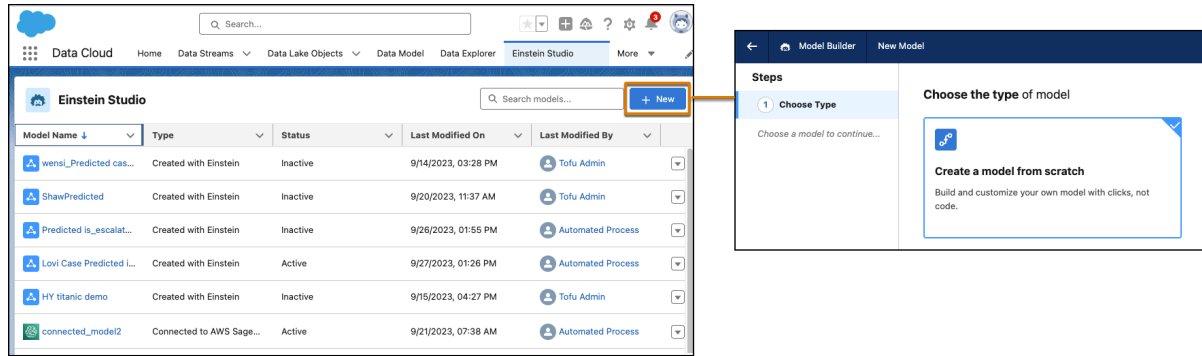 Search...
3
Data Cloud Home Data Streams Data Lake Objects Data Model Data Explorer Einstein Studio More
Einstein Studio Search models... + New
Model Name Type Status Last Modified On Last Modified By
wensi_Predicted cas... Created with Einstein Inactive 9/14/2023, 03:28 PM Tofu Admin
ShawPredicted Created with Einstein Inactive 9/20/2023, 11:37 AM Tofu Admin
Predicted is_escalat... Created with Einstein Inactive 9/26/2023, 01:55 PM Automated Process
Lovi Case Predicted i... Created with Einstein Active 9/27/2023, 01:26 PM Automated Process
HY titanic demo Created with Einstein Inactive 9/15/2023, 04:27 PM Tofu Admin
connected_model2 Connected to AWS Sage... Active 9/21/2023, 07:38 AM Automated Process
Model Builder New Model
Steps
1 Choose Type
Choose a model to continue...
Choose the type of model
Create a model from scratch
Build and customize your own model with clicks, not
code.